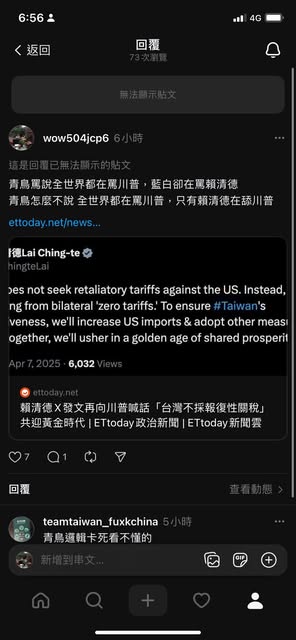 6:56
4G
返回
回覆
73 次瀏覽
無法顯示貼文
wow504jcp6 6小時
這是回覆已無法顯示的貼文
青鳥罵說全世界都在罵川普，藍白卻在罵賴清德
青鳥怎麼不說 全世界都在罵川普，只有賴清德在舔川普
ettoday.net/news...
德Lai Ching-te
hingteLai
oes not seek retaliatory tariffs against the US. Instead,
ng from bilateral 'zero tariffs.' To ensure #Taiwan's
iveness, we'll increase US imports & adopt other meas
ogether, we'll usher in a golden age of shared prosperit
Apr 7, 2025 · 6,032 Views
ettoday.net
賴清德X發文再向川普喊話「台灣不採報復性關稅」
共迎黃金時代 | ETtoday政治新聞 | ETtoday新聞雲
7
1
回覆
查看動態
teamtaiwan_fuxkchina 5小時
青鳥邏輯卡死看不懂的
新增到串文...
GIF